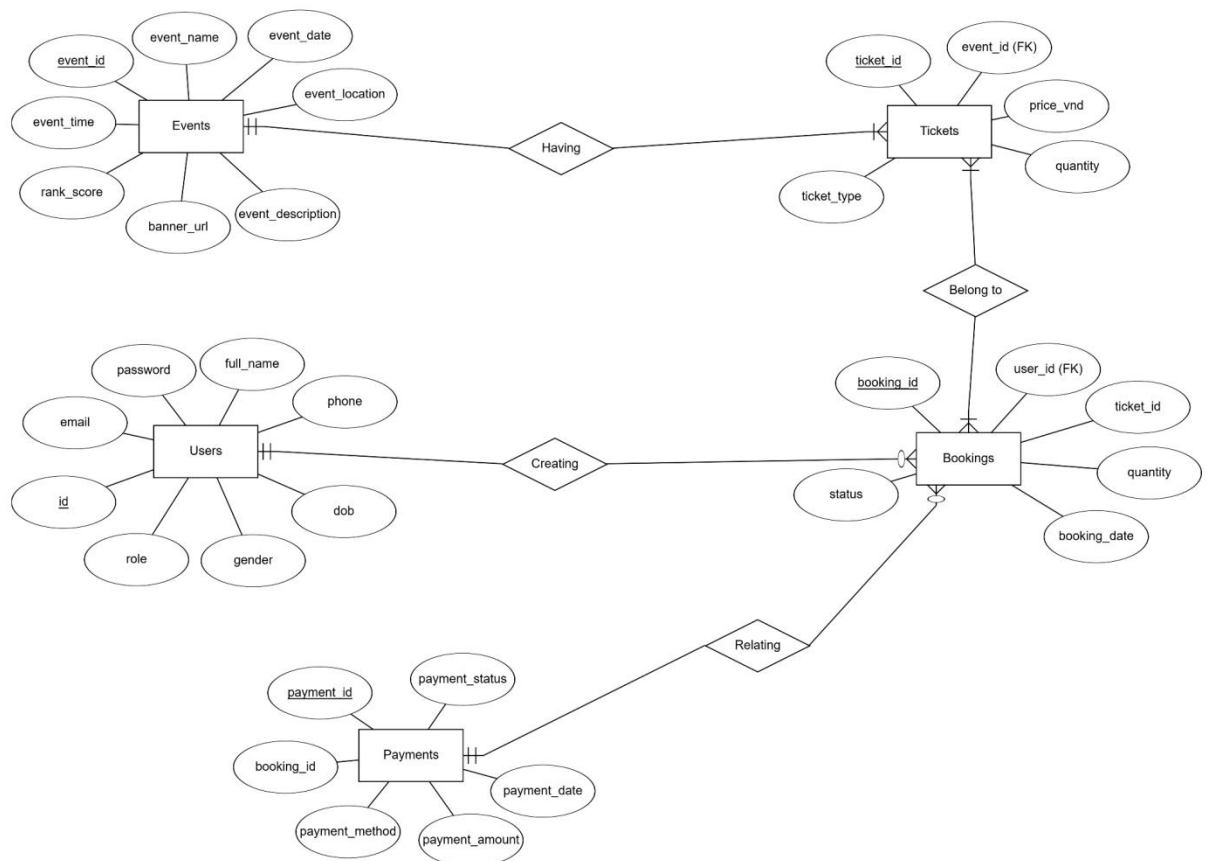 event_name
event_date
event_id
event_location
event_time
Events
rank_score
banner_url
event_description
Having
ticket_id
event_id (FK)
price_vnd
Tickets
quantity
ticket_type
Belong to
password
full_name
phone
email
Users
id
dob
role
gender
Creating
booking_id
user_id (FK)
ticket_id
Bookings
quantity
status
booking_date
Relating
payment_id
payment_status
Payments
booking_id
payment_date
payment_method
payment_amount